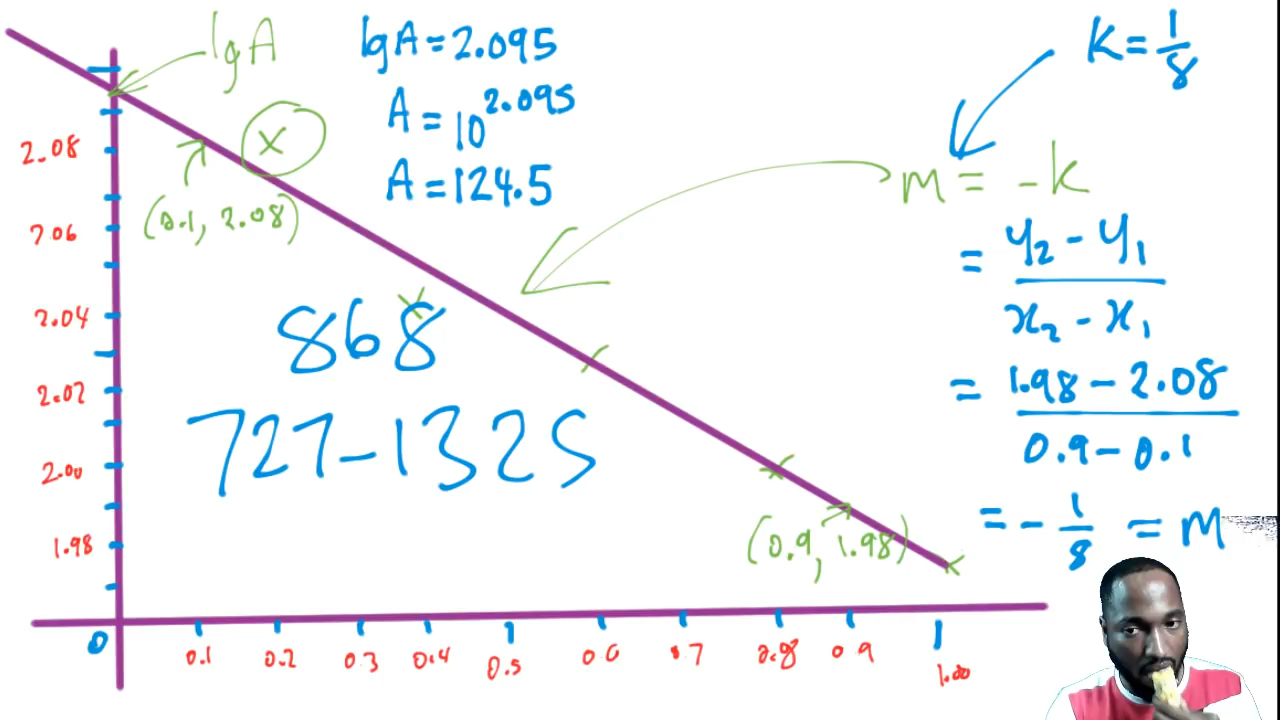 lgA
lgA = 2.095
A = 10^2.095
A = 124.5
K = 1/8
m = -K
= y₂ - y₁ / x₂ - x₁
= 1.98 - 2.08 / 0.9 - 0.1
= - 1/8 = m
2.08
(0.1, 2.08)
2.06
2.04
868
2.02
727-1325
2.00
1.98
(0.9, 1.98)
0
0.1 0.2 0.3 0.4 0.5 0.6 0.7 0.8 0.9 1.00